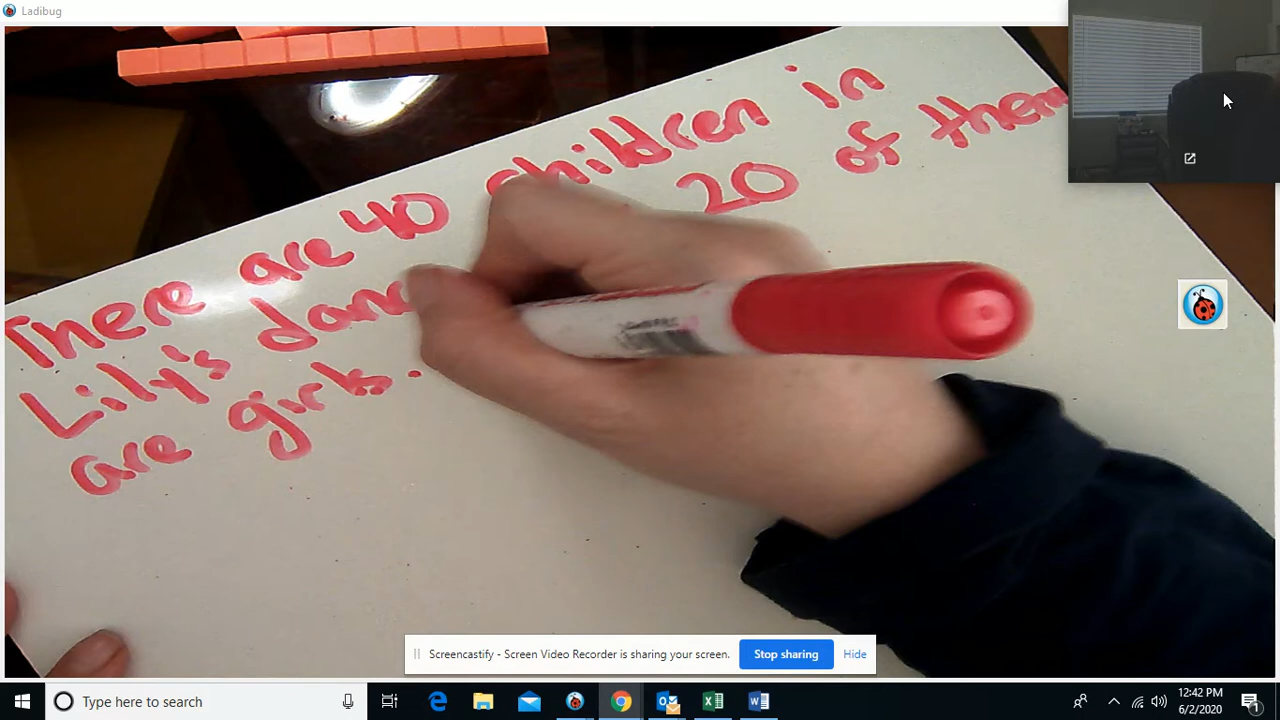 Ladibug
There are 40 children in
Lily's 20 of them
are girls.
Screencastify - Screen Video Recorder is sharing your screen.
Stop sharing
Hide
Type here to search
12:42 PM
6/2/2020